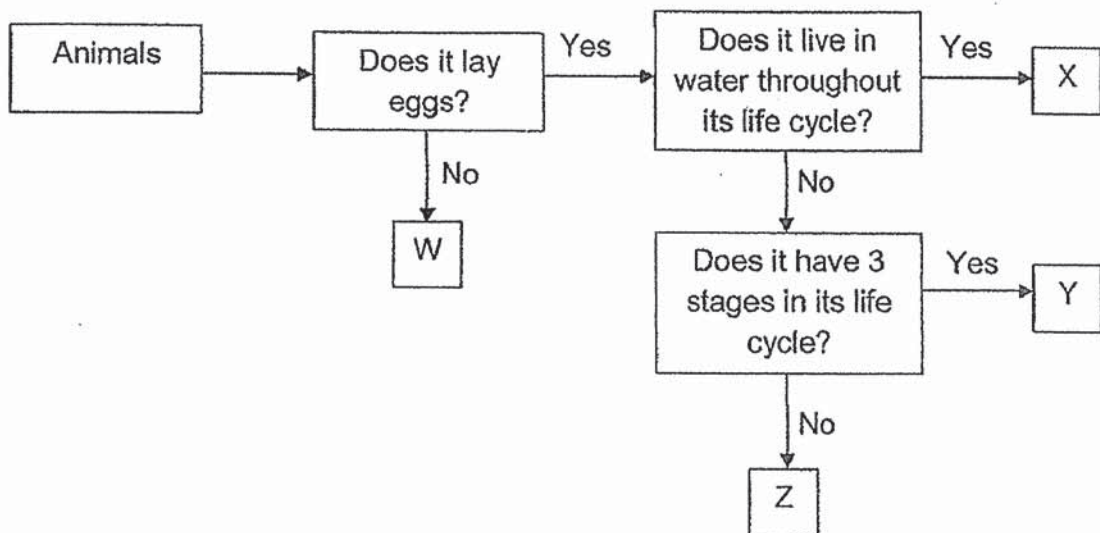 Animals
Does it lay
eggs?
Yes
Does it live in
water throughout
its life cycle?
Yes
X
No
W
No
Does it have 3
stages in its life
cycle?
Yes
Y
No
Z